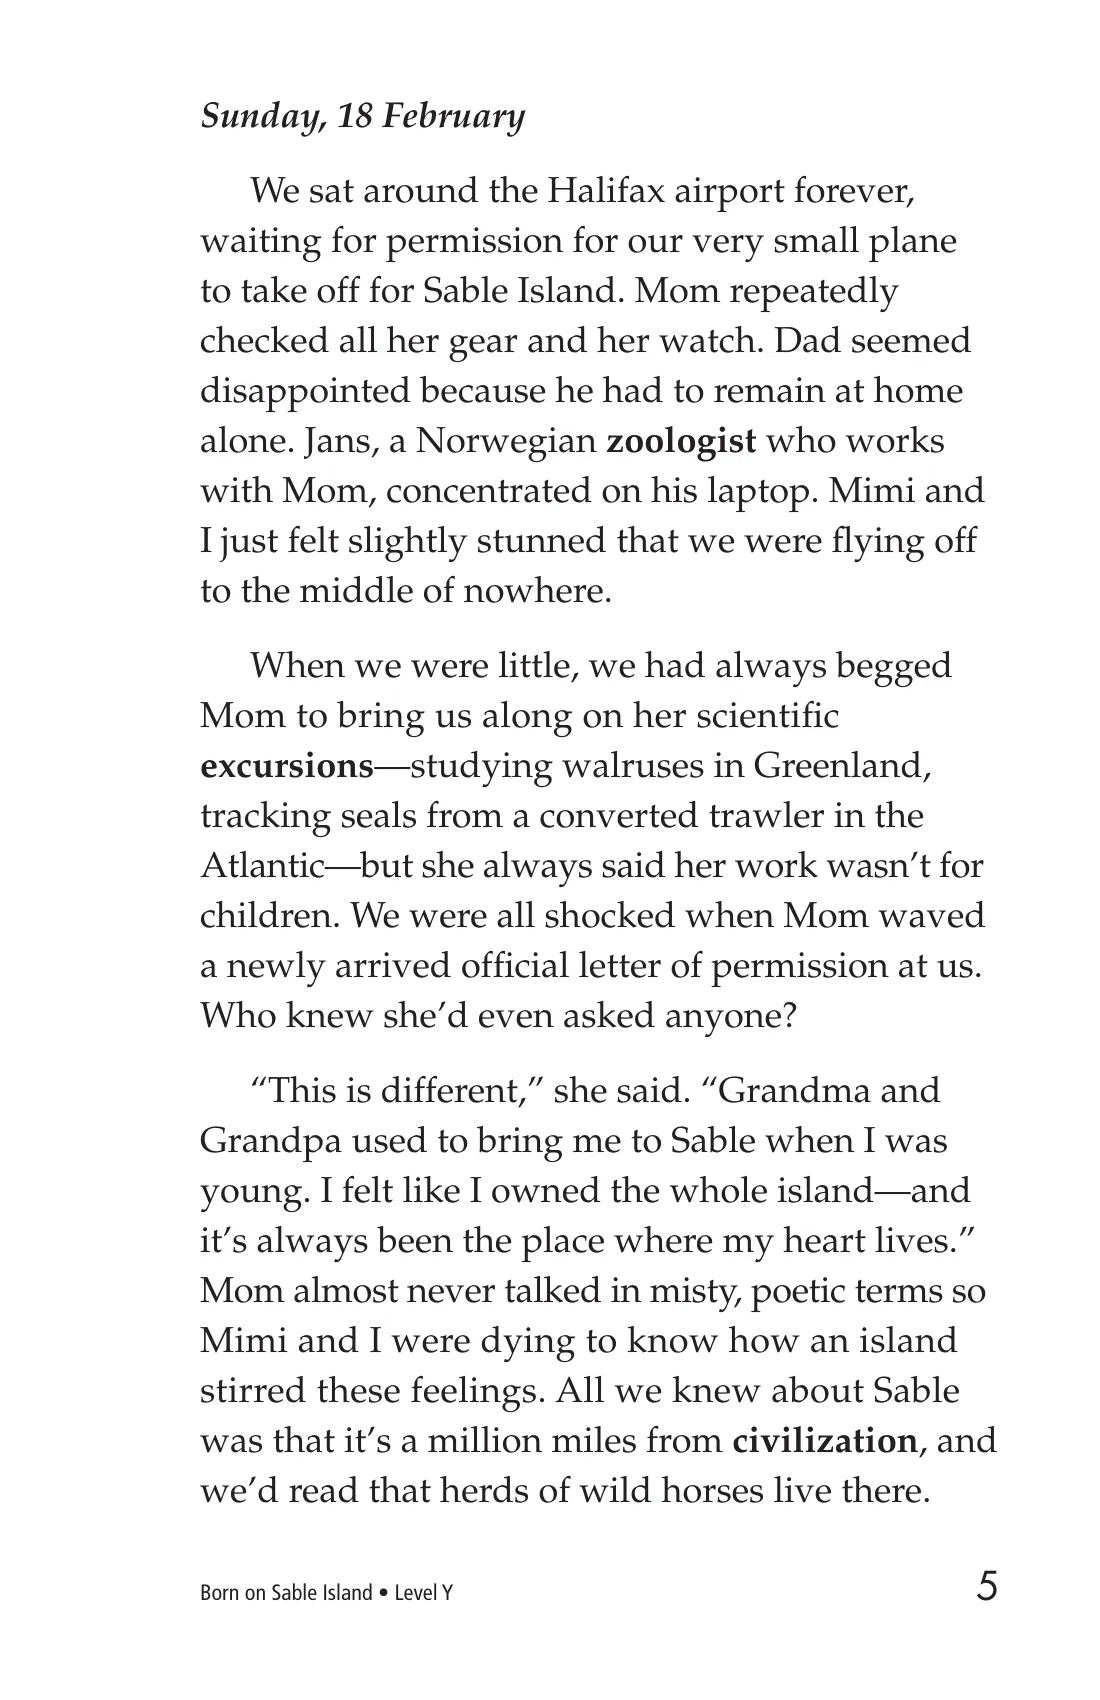 Sunday, 18 February
We sat around the Halifax airport forever,
waiting for permission for our very small plane
to take off for Sable Island. Mom repeatedly
checked all her gear and her watch. Dad seemed
disappointed because he had to remain at home
alone. Jans, a Norwegian zoologist who works
with Mom, concentrated on his laptop. Mimi and
I just felt slightly stunned that we were flying off
to the middle of nowhere.
When we were little, we had always begged
Mom to bring us along on her scientific
excursions—studying walruses in Greenland,
tracking seals from a converted trawler in the
Atlantic—but she always said her work wasn’t for
children. We were all shocked when Mom waved
a newly arrived official letter of permission at us.
Who knew she’d even asked anyone?
“This is different,” she said. “Grandma and
Grandpa used to bring me to Sable when I was
young. I felt like I owned the whole island—and
it’s always been the place where my heart lives.”
Mom almost never talked in misty, poetic terms so
Mimi and I were dying to know how an island
stirred these feelings. All we knew about Sable
was that it’s a million miles from civilization, and
we’d read that herds of wild horses live there.
Born on Sable Island • Level Y 5